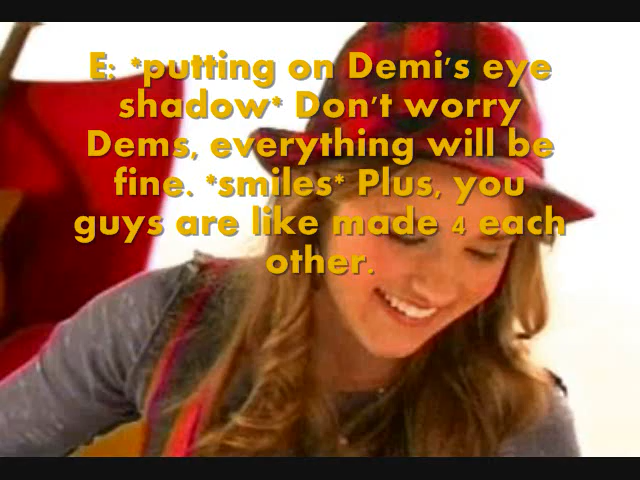 E: *putting on Demi's eye
shadow* Don't worry
Dems, everything will be
fine. *smiles* Plus, you
guys are like made 4 each
other.